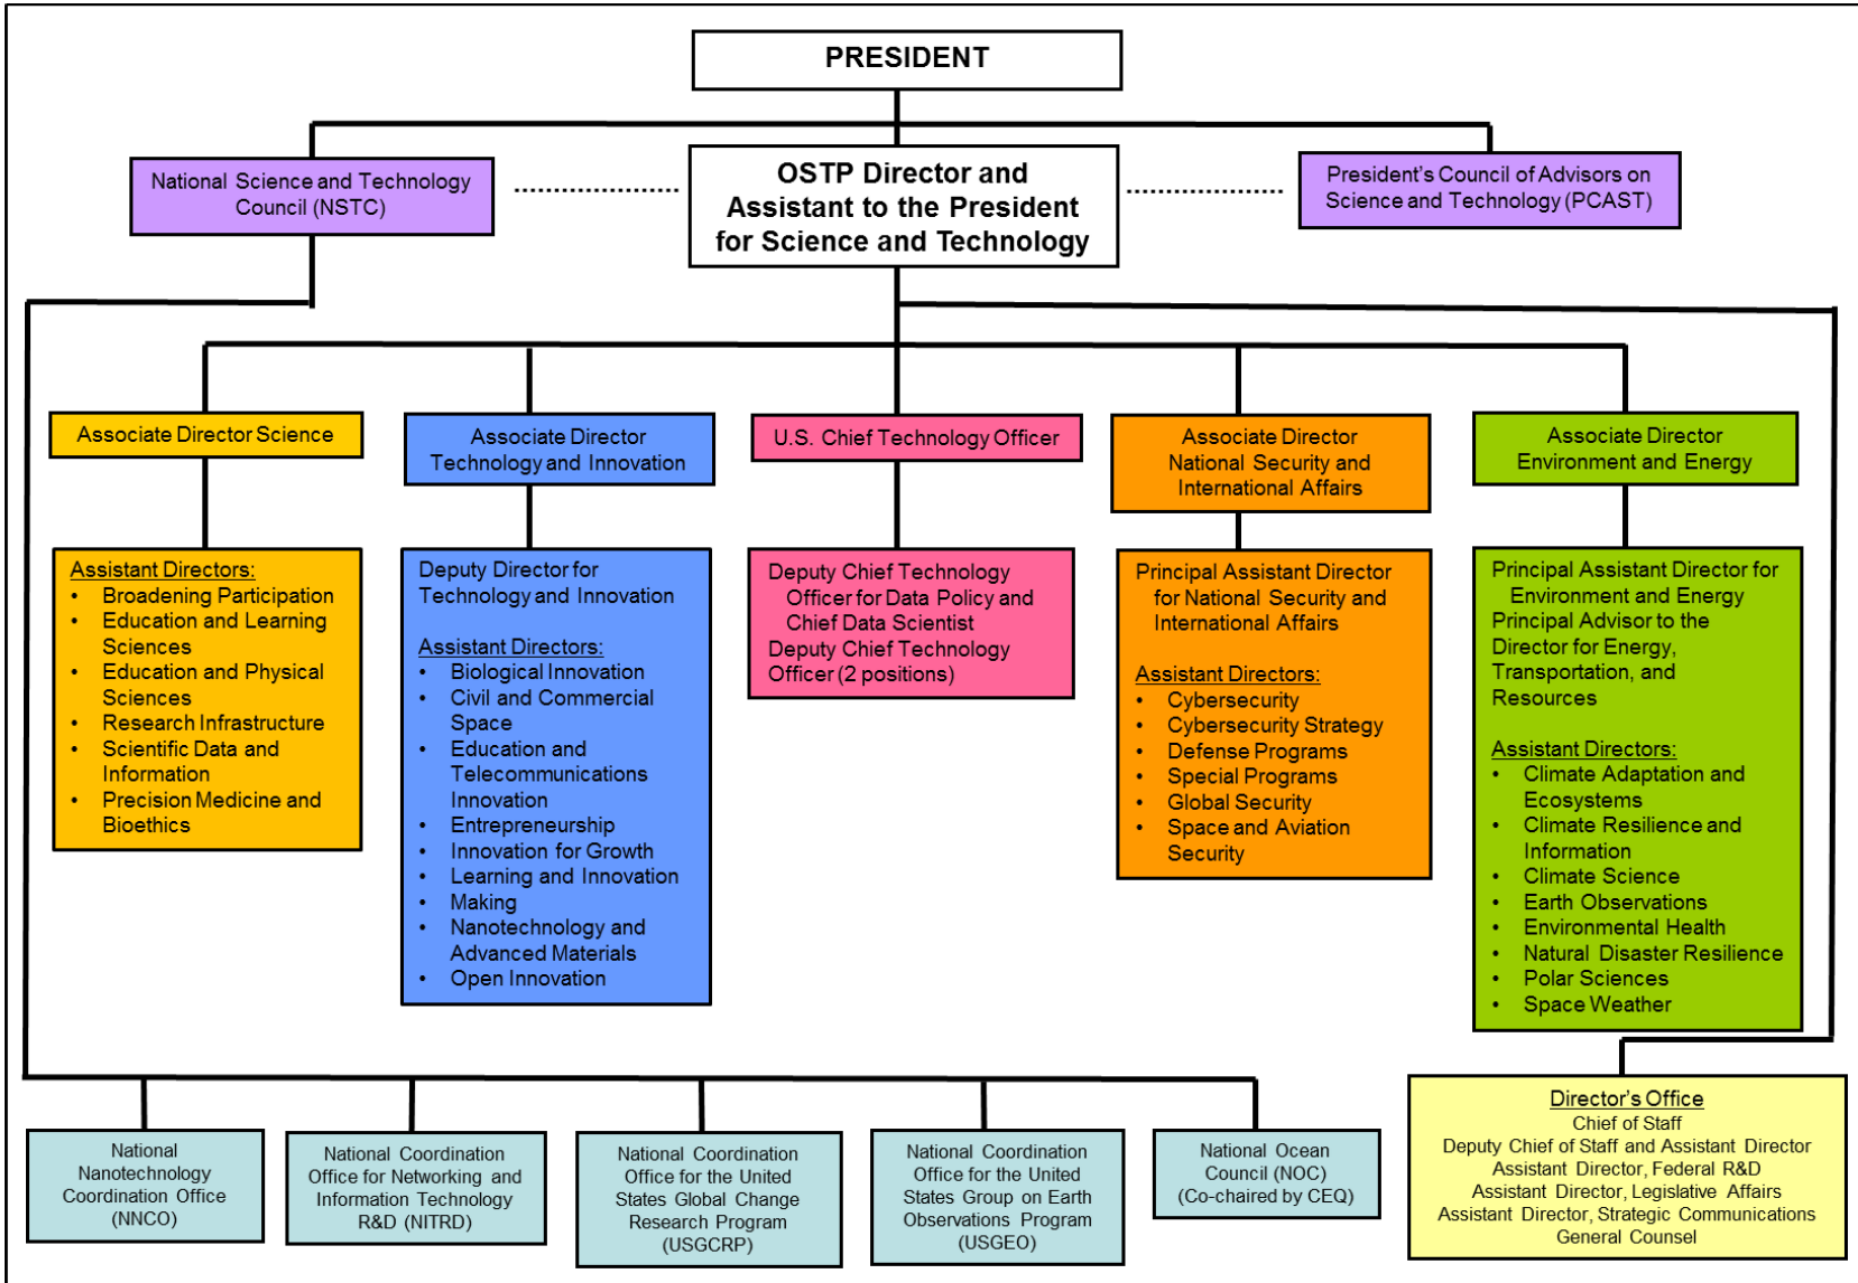 PRESIDENT
National Science and Technology
Council (NSTC)
OSTP Director and
Assistant to the President
for Science and Technology
President's Council of Advisors on
Science and Technology (PCAST)
Associate Director Science
Associate Director
Technology and Innovation
U.S. Chief Technology Officer
Associate Director
National Security and
International Affairs
Associate Director
Environment and Energy
Assistant Directors:
• Broadening Participation
• Education and Learning
Sciences
• Education and Physical
Sciences
• Research Infrastructure
• Scientific Data and
Information
• Precision Medicine and
Bioethics
Deputy Director for
Technology and Innovation
Assistant Directors:
• Biological Innovation
• Civil and Commercial
Space
• Education and
Telecommunications
Innovation
• Entrepreneurship
• Innovation for Growth
• Learning and Innovation
• Making
• Nanotechnology and
Advanced Materials
• Open Innovation
Deputy Chief Technology
Officer for Data Policy and
Chief Data Scientist
Deputy Chief Technology
Officer (2 positions)
Principal Assistant Director
for National Security and
International Affairs
Assistant Directors:
• Cybersecurity
• Cybersecurity Strategy
• Defense Programs
• Special Programs
• Global Security
• Space and Aviation
Security
Principal Assistant Director for
Environment and Energy
Principal Advisor to the
Director for Energy,
Transportation, and
Resources
Assistant Directors:
• Climate Adaptation and
Ecosystems
• Climate Resilience and
Information
• Climate Science
• Earth Observations
• Environmental Health
• Natural Disaster Resilience
• Polar Sciences
• Space Weather
National
Nanotechnology
Coordination Office
(NNCO)
National Coordination
Office for Networking and
Information Technology
R&D (NITRD)
National Coordination
Office for the United
States Global Change
Research Program
(USGCRP)
National Coordination
Office for the United
States Group on Earth
Observations Program
(USGEO)
National Ocean
Council (NOC)
(Co-chaired by CEQ)
Director's Office
Chief of Staff
Deputy Chief of Staff and Assistant Director
Assistant Director, Federal R&D
Assistant Director, Legislative Affairs
Assistant Director, Strategic Communications
General Counsel